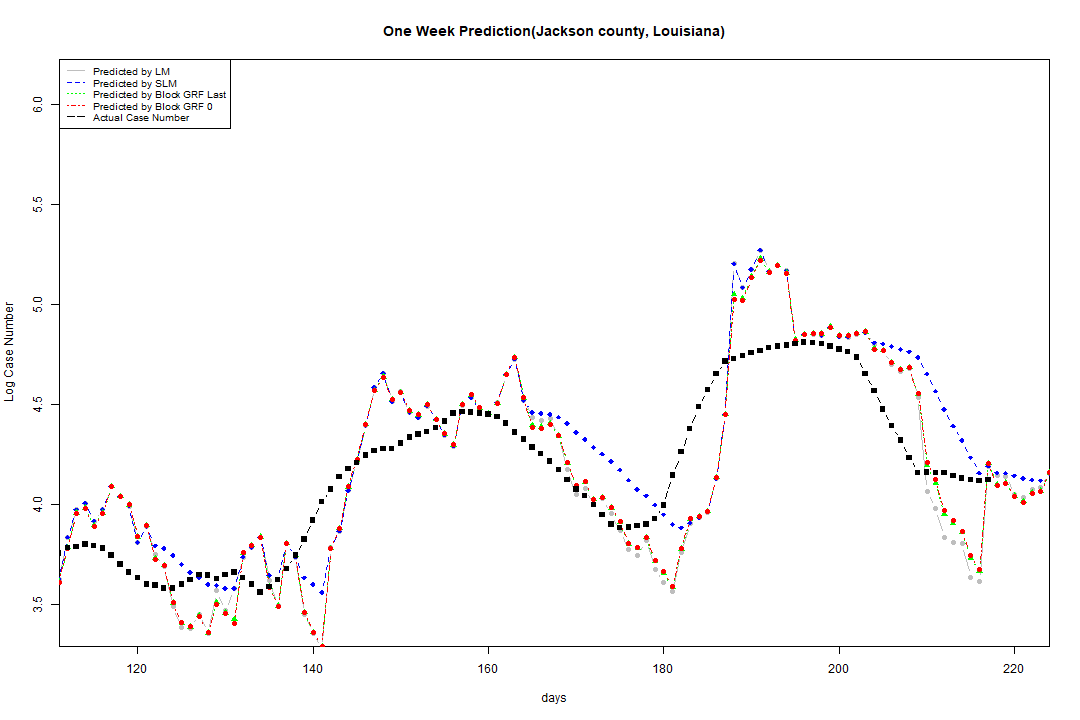 One Week Prediction(Jackson county, Louisiana)
Predicted by LM
Predicted by SLM
Predicted by Block GRF Last
Predicted by Block GRF 0
Actual Case Number
6.0
5.5
5.0
4.5
4.0
3.5
Log Case Number
120 140 160 180 200 220
days